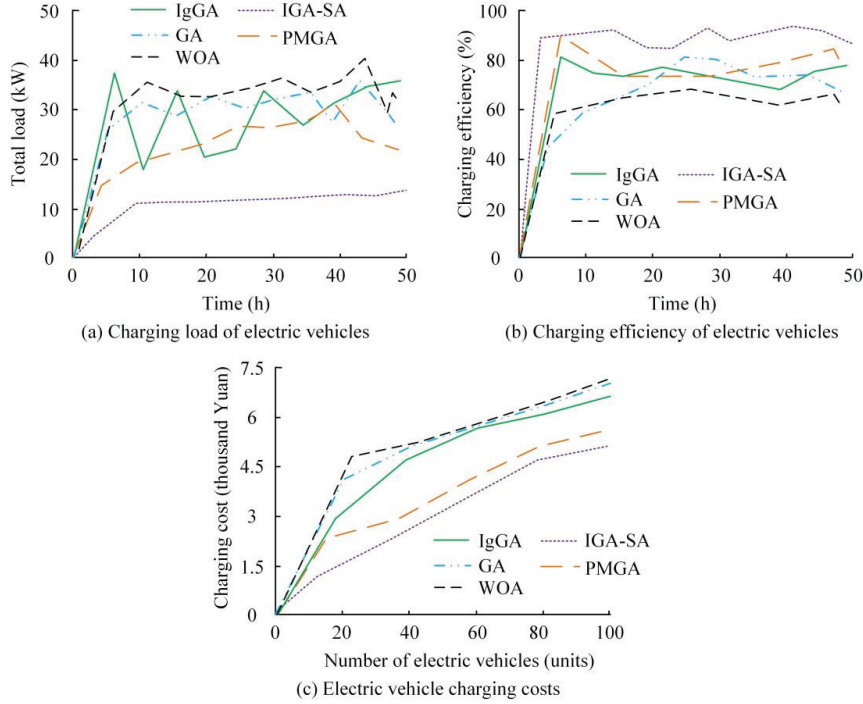 IgGA
GA
WOA
IGA-SA
PMGA
50
40
30
20
10
0
Total load (kW)
0 10 20 30 40 50
Time (h)
(a) Charging load of electric vehicles
100
80
60
40
20
0
Charging efficiency (%)
IgGA
GA
WOA
IGA-SA
PMGA
0 10 20 30 40 50
Time (h)
(b) Charging efficiency of electric vehicles
7.5
6
4.5
3
1.5
0
Charging cost (thousand Yuan)
IgGA
GA
WOA
IGA-SA
PMGA
0 20 40 60 80 100
Number of electric vehicles (units)
(c) Electric vehicle charging costs